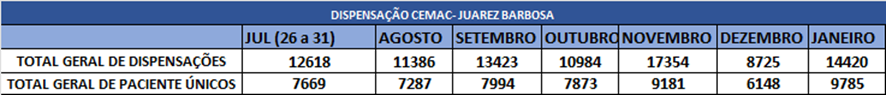 DISPENSAÇÃO CEMAC- JUAREZ BARBOSA
JUL (26 a 31) AGOSTO SETEMBRO OUTUBRO NOVEMBRO DEZEMBRO JANEIRO
TOTAL GERAL DE DISPENSAÇÕES 12618 11386 13423 10984 17354 8725 14420
TOTAL GERAL DE PACIENTE ÚNICOS 7669 7287 7994 7873 9181 6148 9785